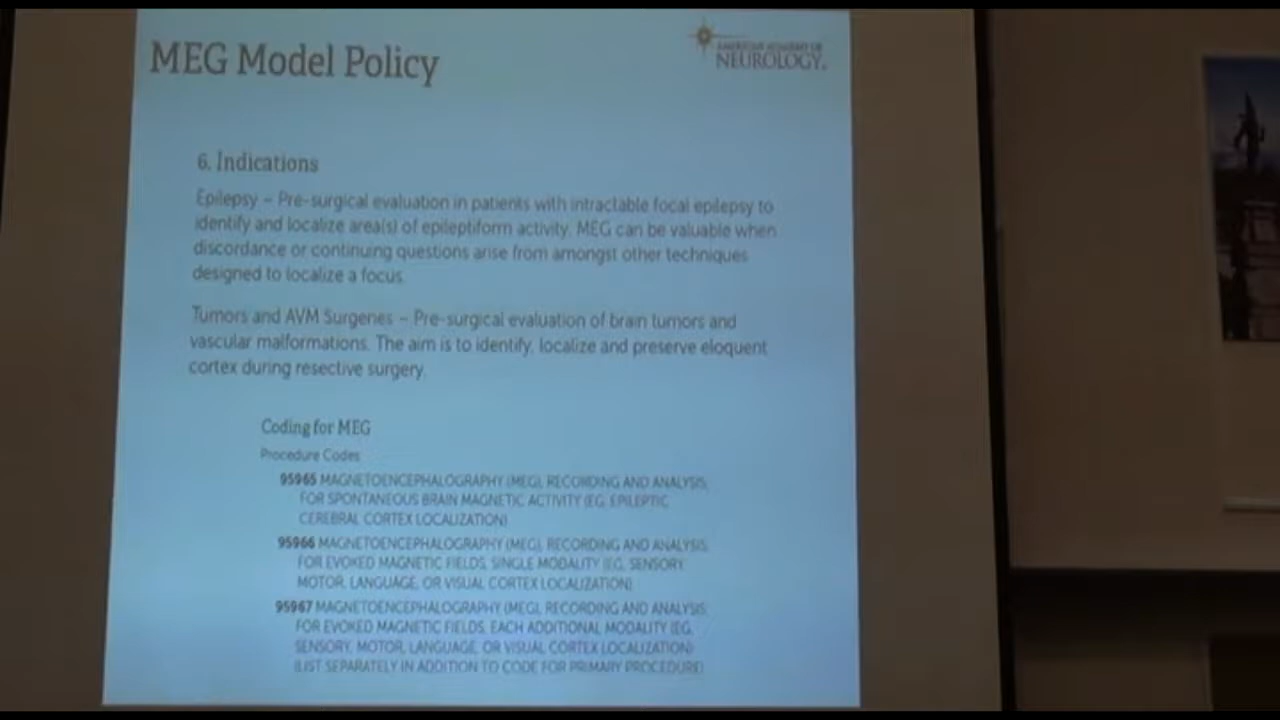 MEG Model Policy
AMERICAN ACADEMY OF
NEUROLOGY.
6. Indications
Epilepsy – Pre-surgical evaluation in patients with intractable focal epilepsy to
identify and localize area(s) of epileptiform activity. MEG can be valuable when
discordance or continuing questions arise from amongst other techniques
designed to localize a focus.
Tumors and AVM Surgeries – Pre-surgical evaluation of brain tumors and
vascular malformations. The aim is to identify, localize and preserve eloquent
cortex during resective surgery.
Coding for MEG
Procedure Codes
95965 MAGNETOENCEPHALOGRAPHY (MEG), RECORDING AND ANALYSIS;
FOR SPONTANEOUS BRAIN MAGNETIC ACTIVITY (EG, EPILEPTIC
CEREBRAL CORTEX LOCALIZATION)
95966 MAGNETOENCEPHALOGRAPHY (MEG), RECORDING AND ANALYSIS;
FOR EVOKED MAGNETIC FIELDS, SINGLE MODALITY (EG, SENSORY,
MOTOR, LANGUAGE, OR VISUAL CORTEX LOCALIZATION)
95967 MAGNETOENCEPHALOGRAPHY (MEG), RECORDING AND ANALYSIS;
FOR EVOKED MAGNETIC FIELDS, EACH ADDITIONAL MODALITY (EG,
SENSORY, MOTOR, LANGUAGE, OR VISUAL CORTEX LOCALIZATION)
(LIST SEPARATELY IN ADDITION TO CODE FOR PRIMARY PROCEDURE)